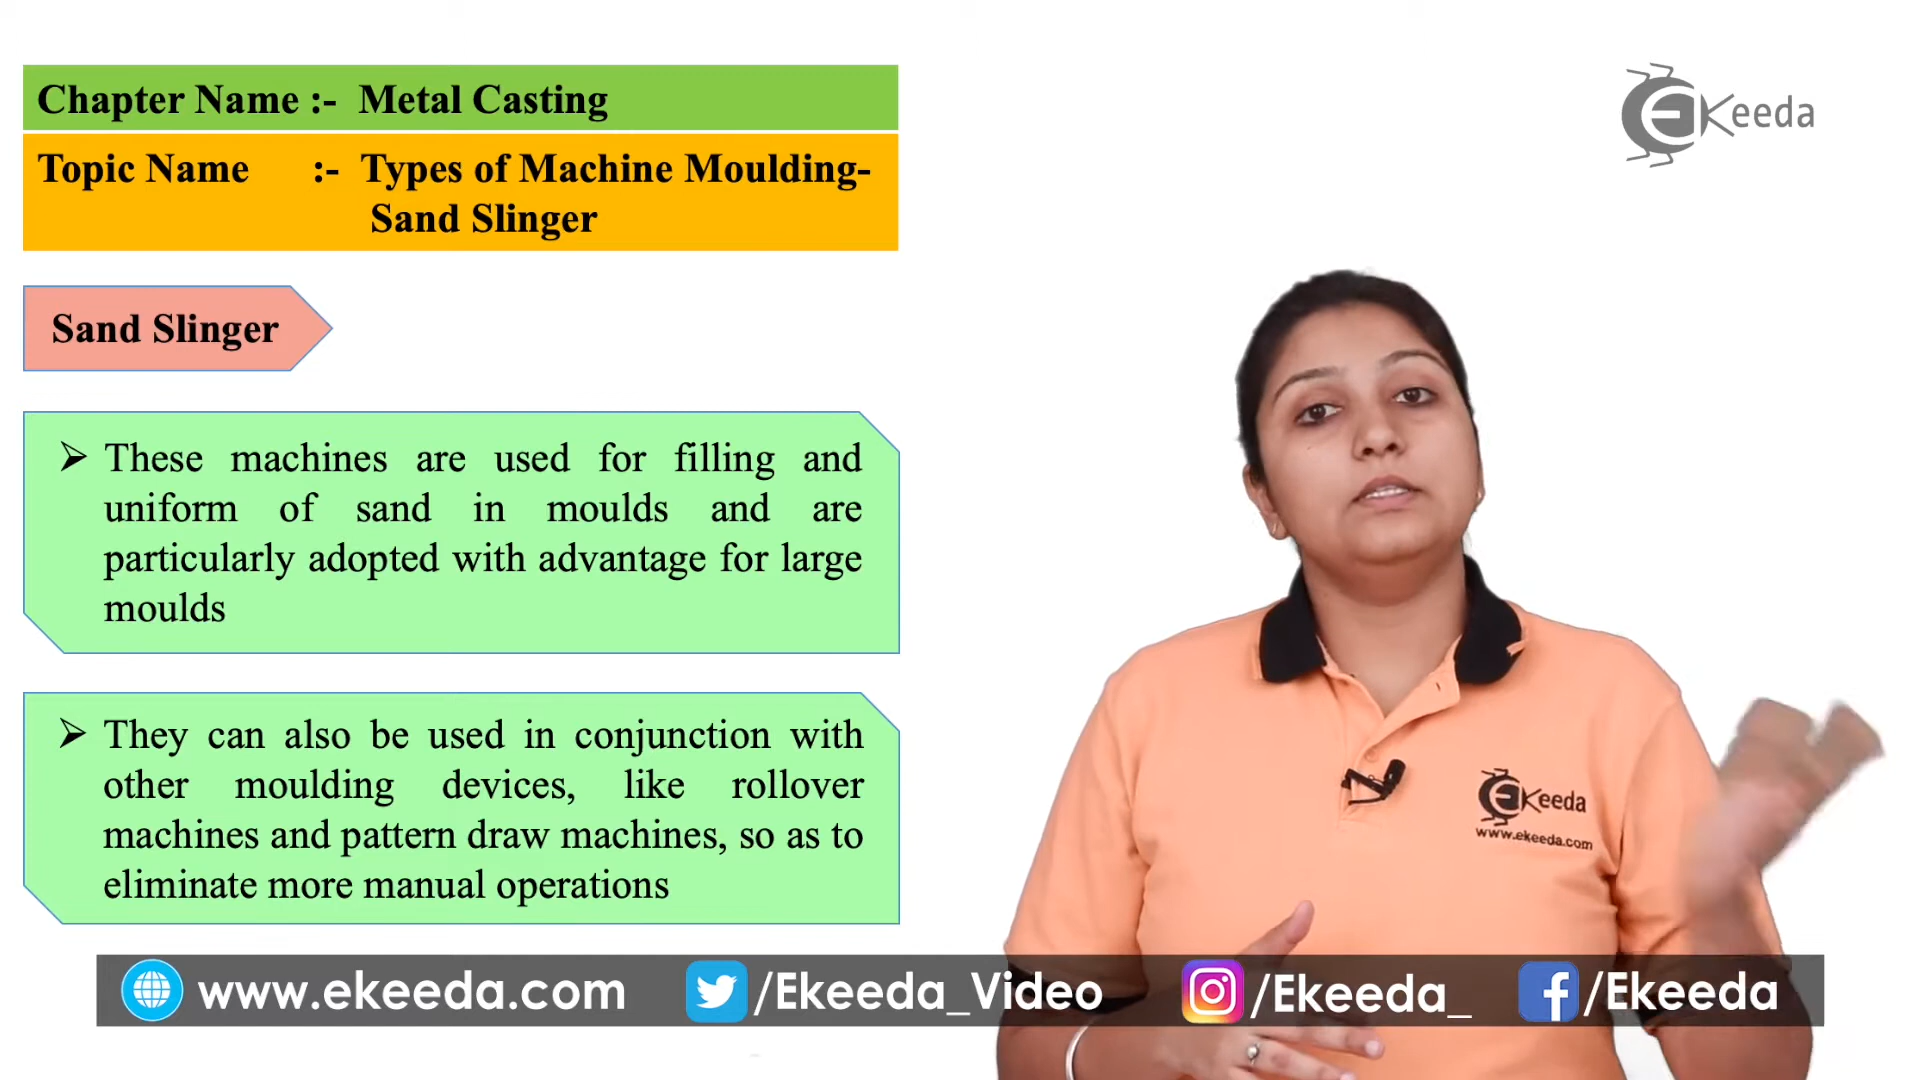 Chapter Name :- Metal Casting
Topic Name :- Types of Machine Moulding-
Sand Slinger
EKeeda
Sand Slinger
➢ These machines are used for filling and
uniform of sand in moulds and are
particularly adopted with advantage for large
moulds
➢ They can also be used in conjunction with
other moulding devices, like rollover
machines and pattern draw machines, so as to
eliminate more manual operations
EKeeda
www.ekeeda.com
www.ekeeda.com /Ekeeda_Video /Ekeeda_ /Ekeeda